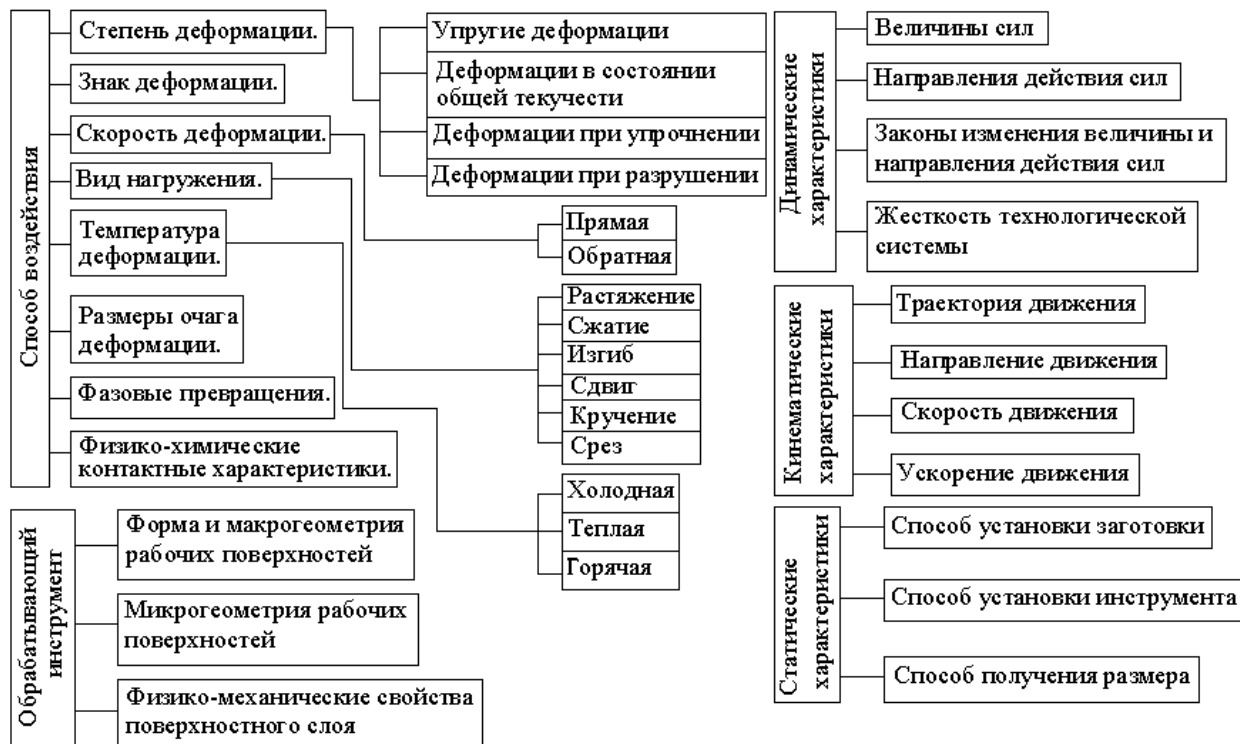 Способ воздействия
Степень деформации.
Знак деформации.
Скорость деформации.
Вид нагружения.
Температура
деформации.
Размеры очага
деформации.
Фазовые превращения.
Физико-химические
контактные характеристики.
Упругие деформации
Деформации в состоянии
общей текучести
Деформации при упрочнении
Деформации при разрушении
Прямая
Обратная
Растяжение
Сжатие
Изгиб
Сдвиг
Кручение
Срез
Холодная
Теплая
Горячая
Обрабатывающий
инструмент
Форма и макрогеометрия
рабочих поверхностей
Микрогеометрия рабочих
поверхностей
Физико-механические свойства
поверхностного слоя
Динамические
характеристики
Величины сил
Направления действия сил
Законы изменения величины и
направления действия сил
Жесткость технологической
системы
Кинематические
характеристики
Траектория движения
Направление движения
Скорость движения
Ускорение движения
Статические
характеристики
Способ установки заготовки
Способ установки инструмента
Способ получения размера